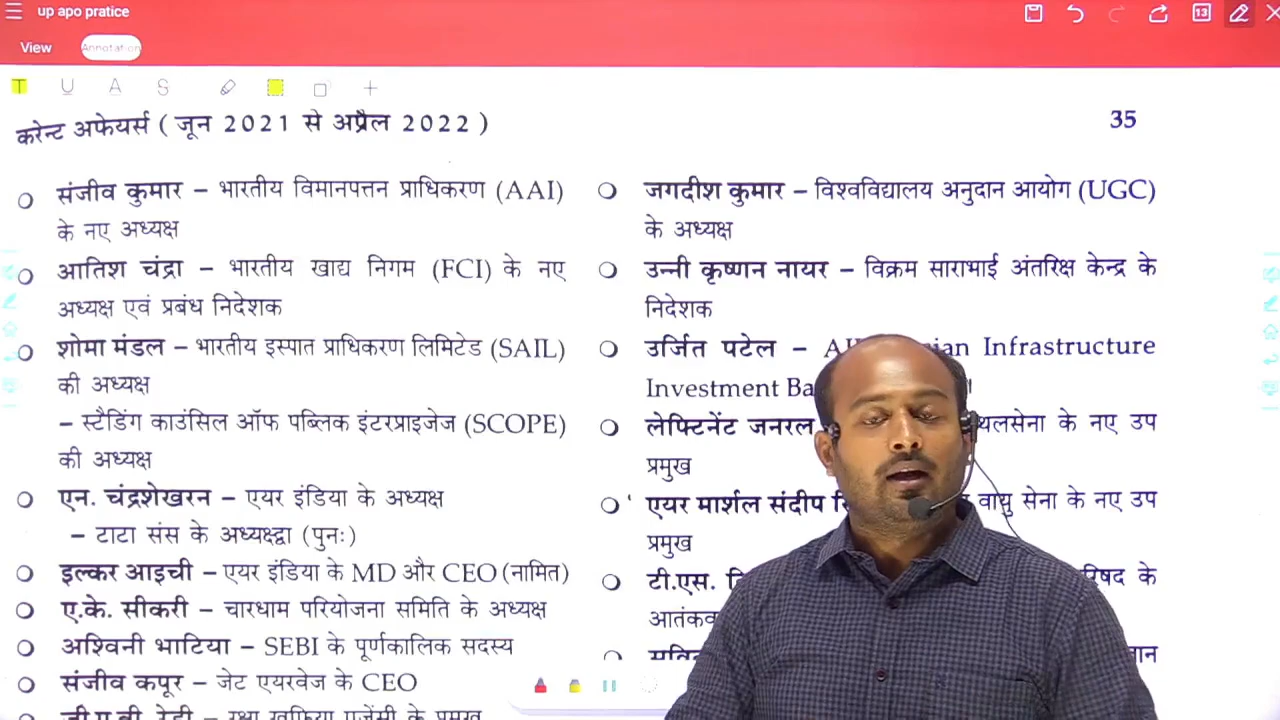 up apo pratice
13
View
Annotation
T U A S
करेन्ट अफेयर्स ( जून 2021 से अप्रैल 2022 )
35
संजीव कुमार – भारतीय विमानपत्तन प्राधिकरण (AAI)
के नए अध्यक्ष
आतिश चंद्रा – भारतीय खाद्य निगम (FCI) के नए
अध्यक्ष एवं प्रबंध निदेशक
शोमा मंडल – भारतीय इस्पात प्राधिकरण लिमिटेड (SAIL)
की अध्यक्ष
– स्टैडिंग काउंसिल ऑफ पब्लिक इंटरप्राइजेज (SCOPE)
की अध्यक्ष
एन. चंद्रशेखरन – एयर इंडिया के अध्यक्ष
– टाटा संस के अध्यक्ष्द्वा (पुनः)
इल्कर आइची – एयर इंडिया के MD और CEO (नामित)
ए.के. सीकरी – चारधाम परियोजना समिति के अध्यक्ष
अश्विनी भाटिया – SEBI के पूर्णकालिक सदस्य
संजीव कपूर – जेट एयरवेज के CEO
जगदीश कुमार – विश्वविद्यालय अनुदान आयोग (UGC)
के अध्यक्ष
उन्नी कृष्णन नायर – विक्रम साराभाई अंतरिक्ष केन्द्र के
निदेशक
उर्जित पटेल – Infrastructure
Investment
लेफ्टिनेंट जनरल के नए उप
प्रमुख
एयर मार्शल संदीप वायु सेना के नए उप
प्रमुख
टी.एस. के